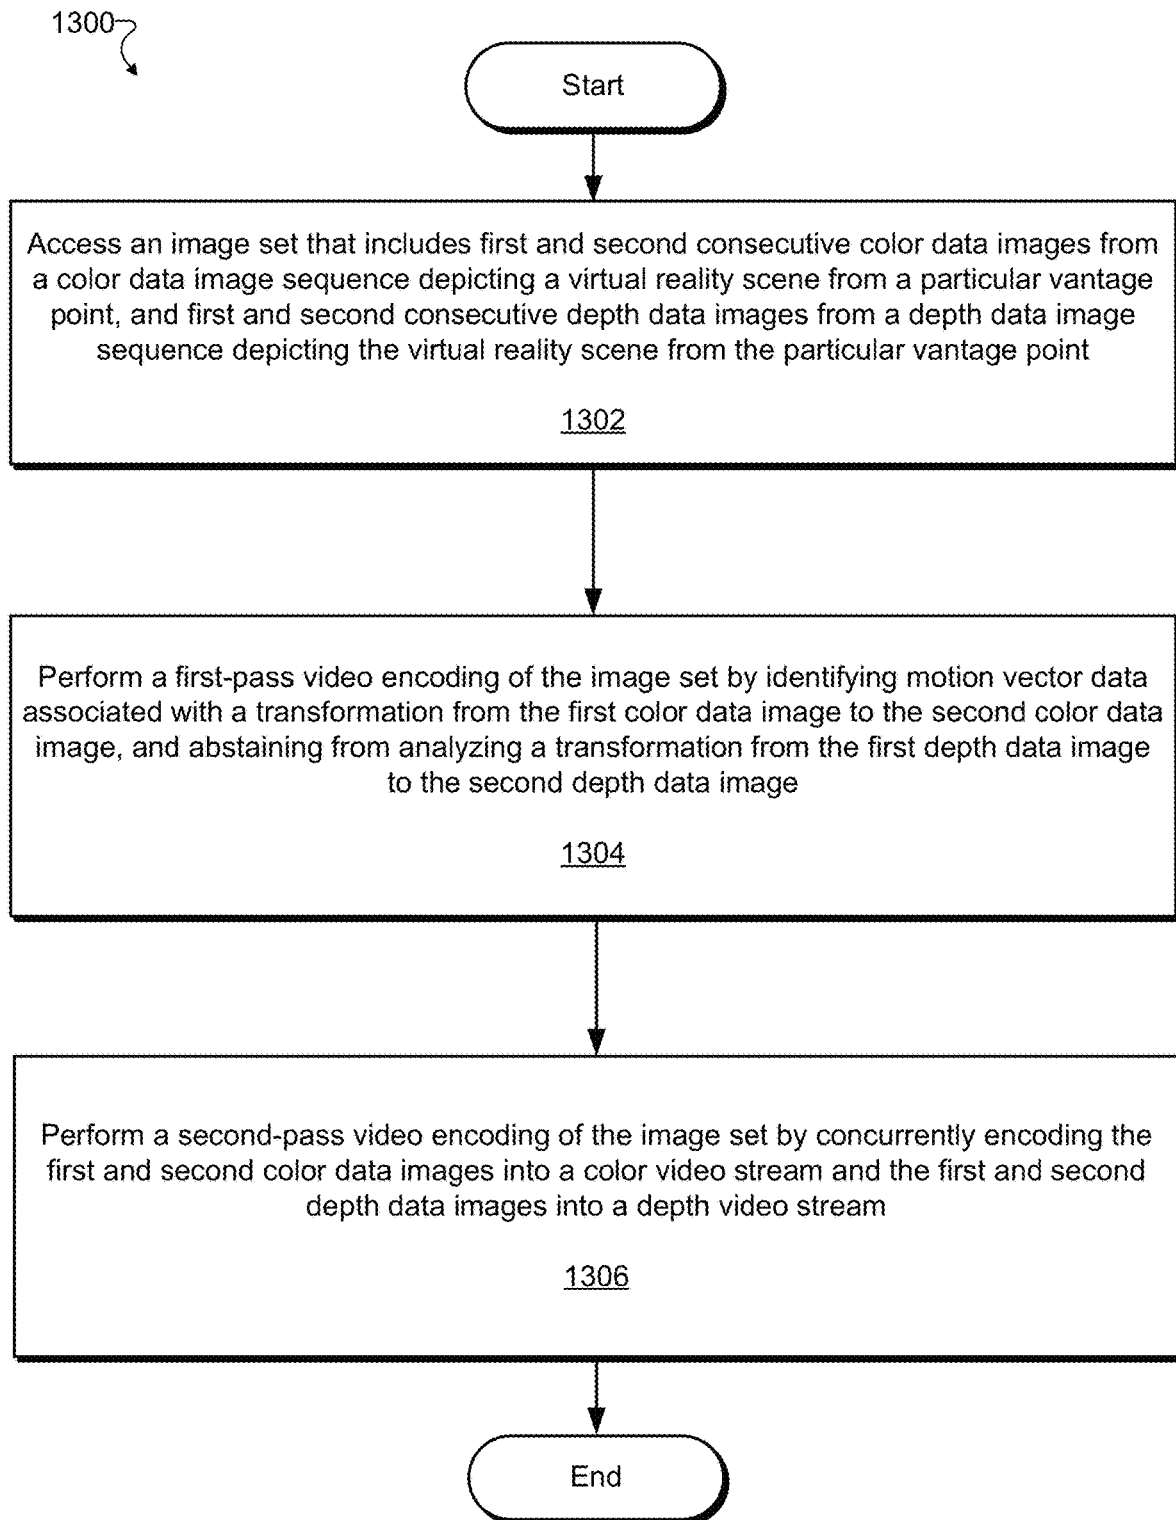 1300
Start
Access an image set that includes first and second consecutive color data images from
a color data image sequence depicting a virtual reality scene from a particular vantage
point, and first and second consecutive depth data images from a depth data image
sequence depicting the virtual reality scene from the particular vantage point
1302
Perform a first-pass video encoding of the image set by identifying motion vector data
associated with a transformation from the first color data image to the second color data
image, and abstaining from analyzing a transformation from the first depth data image
to the second depth data image
1304
Perform a second-pass video encoding of the image set by concurrently encoding the
first and second color data images into a color video stream and the first and second
depth data images into a depth video stream
1306
End